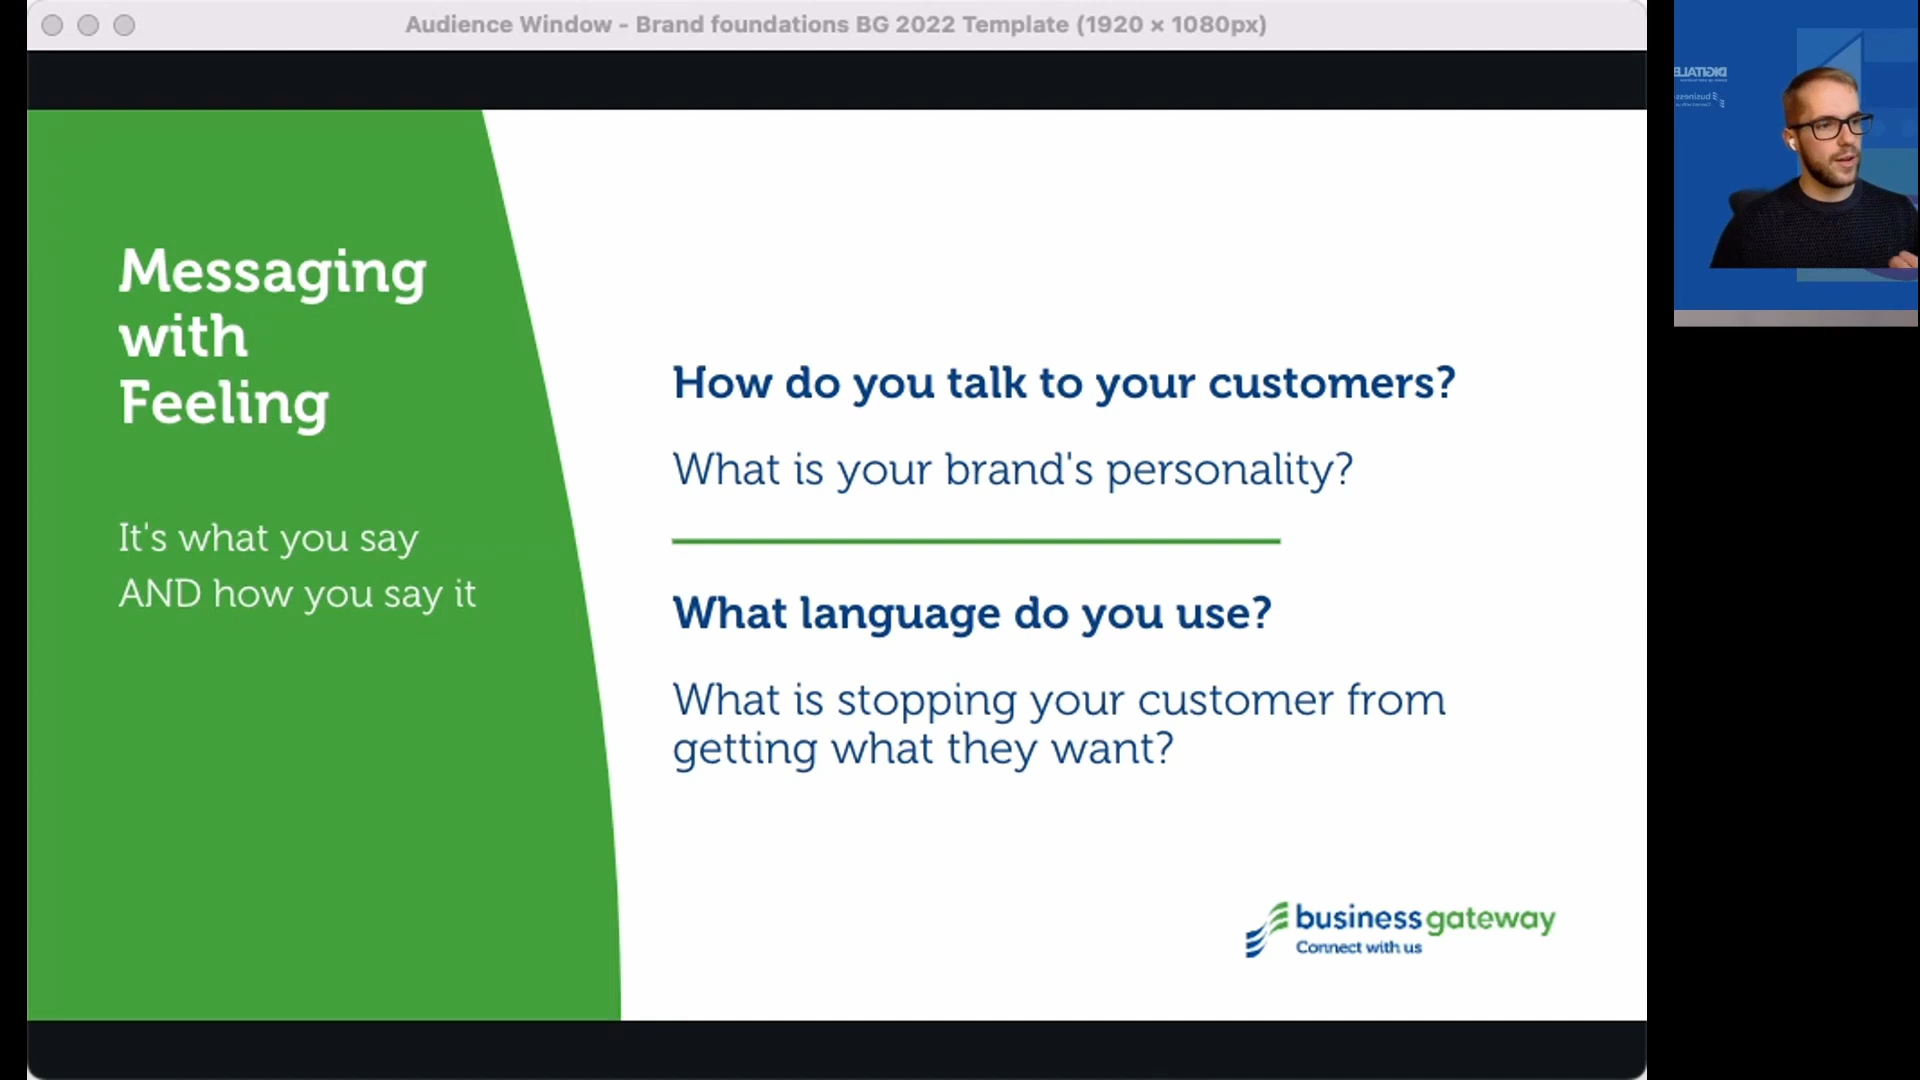 Audience Window - Brand foundations BG 2022 Template (1920 × 1080px)
Messaging
with
Feeling
It's what you say
AND how you say it
How do you talk to your customers?
What is your brand's personality?
What language do you use?
What is stopping your customer from
getting what they want?
businessgateway
Connect with us